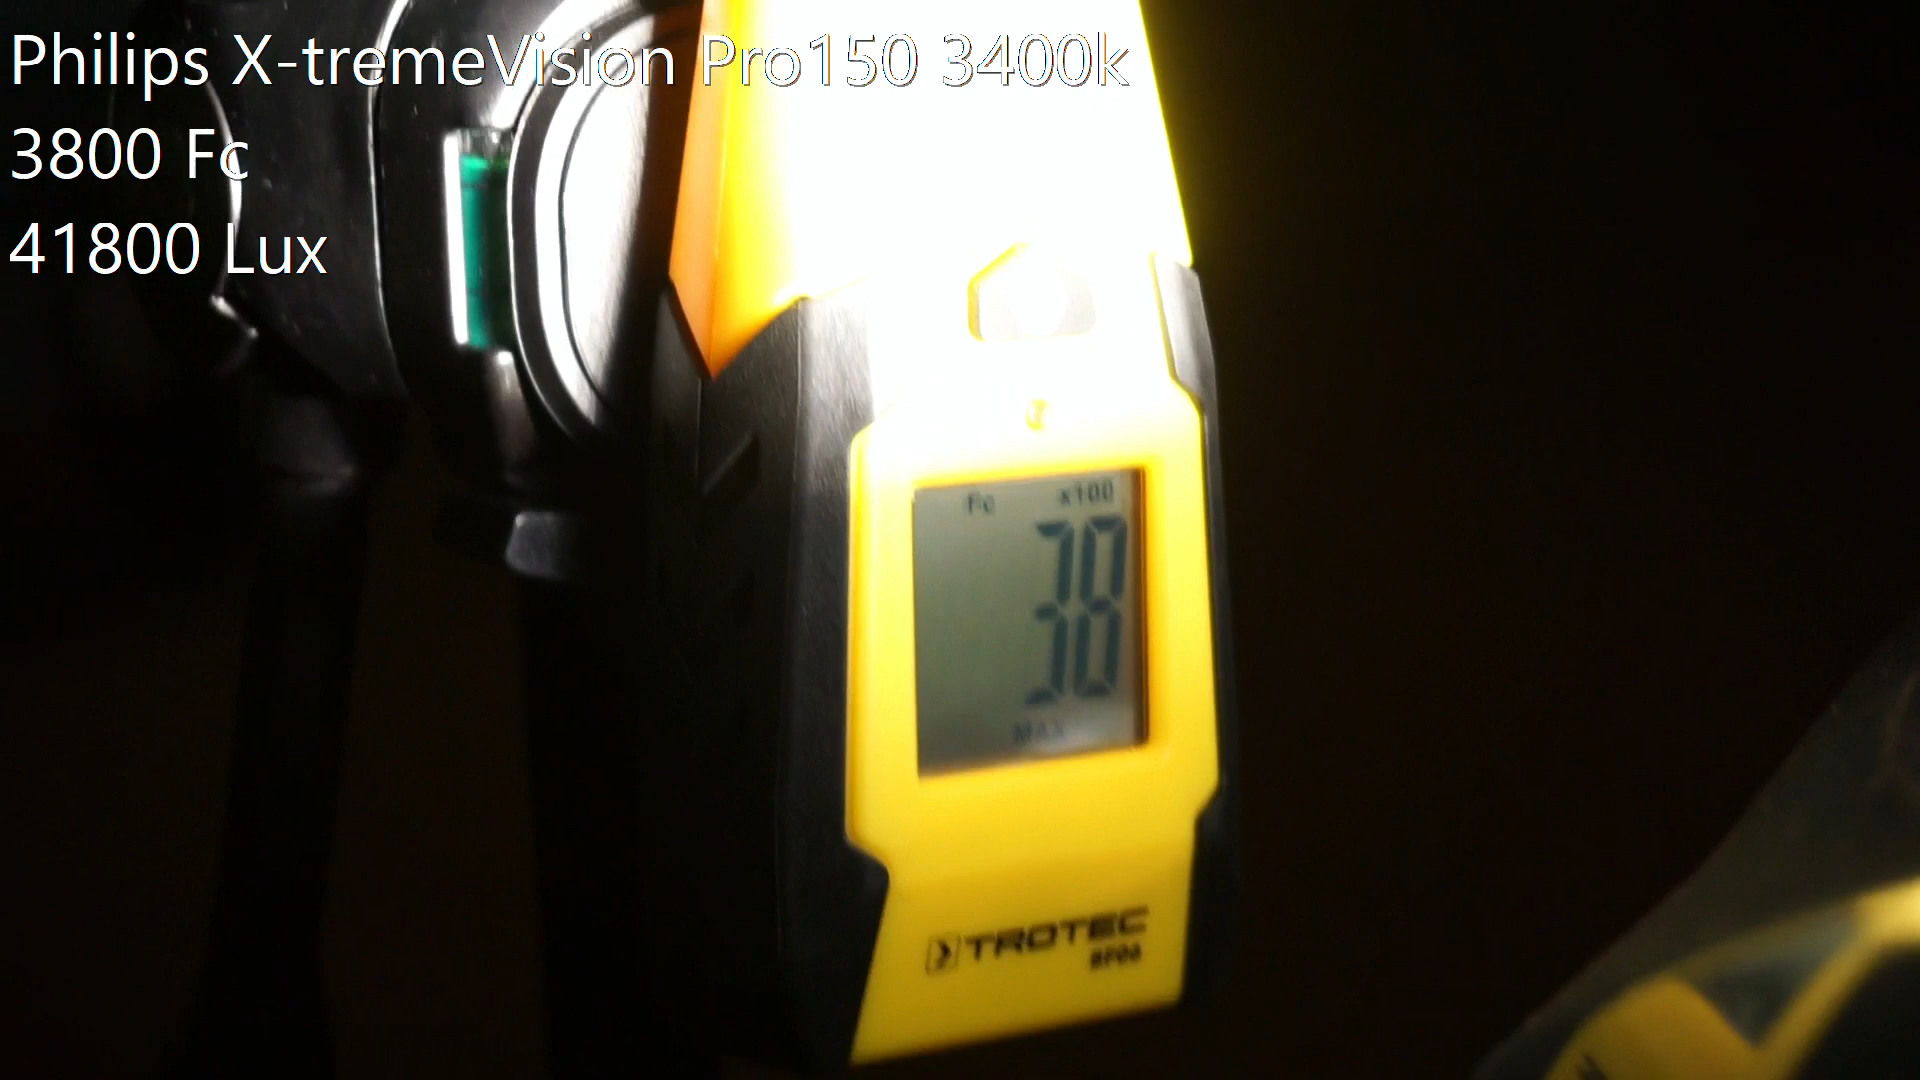 Philips X-tremeVision Pro150 3400k
3800 Fc
41800 Lux
Fc x100
38
MAX
TROTEC
BF06